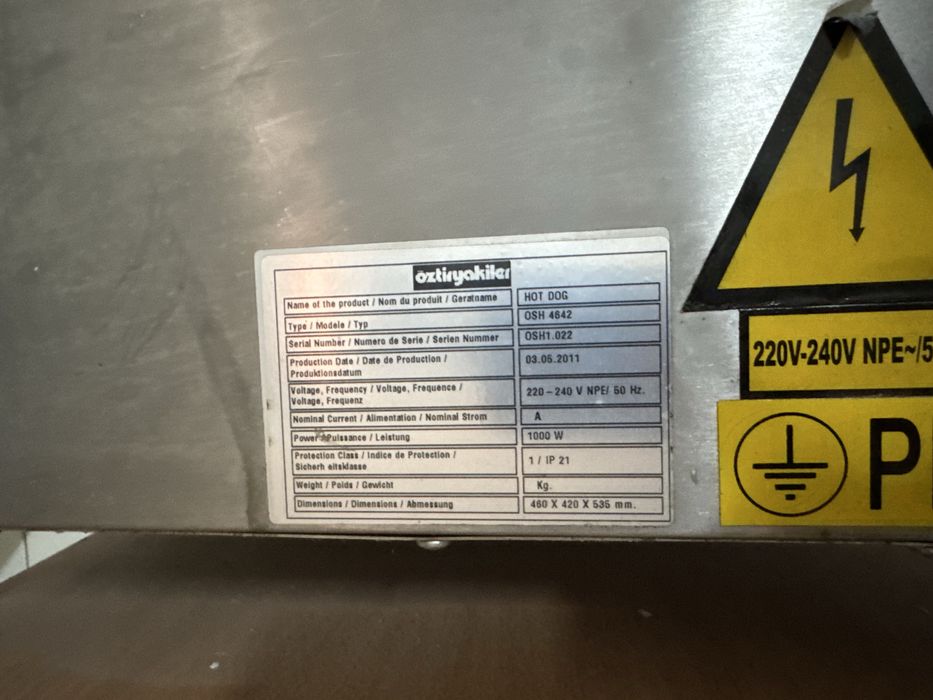 öztiryakiler
Name of the product / Nom du produit / Geratname HOT DOG
Type / Modele / Typ OSH 4642
Serial Number / Numero de Serie / Serien Nummer OSH1.022
Production Date / Date de Production / Produktionsdatum 03.05.2011
Voltage, Frequency / Voltage, Frequence / Voltage, Frequenz 220-240 V NPE/ 50 Hz.
Nominal Current / Alimentation / Nominal Strom A
Power / Puissance / Leistung 1000 W
Protection Class / Indice de Protection / Sicherh eitsklasse 1 / IP 21
Weight / Poids / Gewicht Kg.
Dimensions / Dimensions / Abmessung 460 X 420 X 535 mm.
220V-240V NPE~/5
P